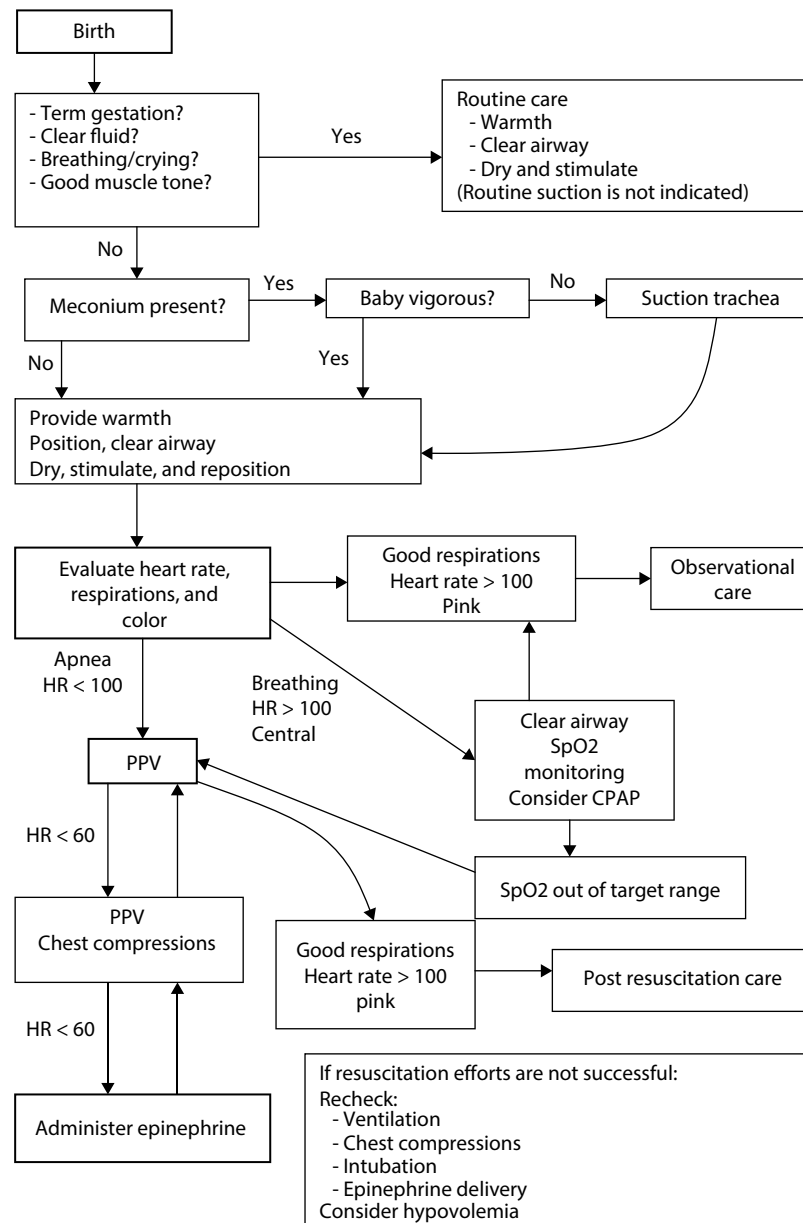 Birth
- Term gestation?
- Clear fluid?
- Breathing/crying?
- Good muscle tone?
Yes
Routine care
- Warmth
- Clear airway
- Dry and stimulate
(Routine suction is not indicated)
No
Meconium present?
Yes
Baby vigorous?
No
Suction trachea
No
Yes
Provide warmth
Position, clear airway
Dry, stimulate, and reposition
Evaluate heart rate,
respirations, and
color
Good respirations
Heart rate > 100
Pink
Observational
care
Apnea
HR < 100
Breathing
HR > 100
Central
Clear airway
SpO2
monitoring
Consider CPAP
PPV
HR < 60
SpO2 out of target range
PPV
Chest compressions
Good respirations
Heart rate > 100
pink
Post resuscitation care
HR < 60
Administer epinephrine
If resuscitation efforts are not successful:
Recheck:
- Ventilation
- Chest compressions
- Intubation
- Epinephrine delivery
Consider hypovolemia